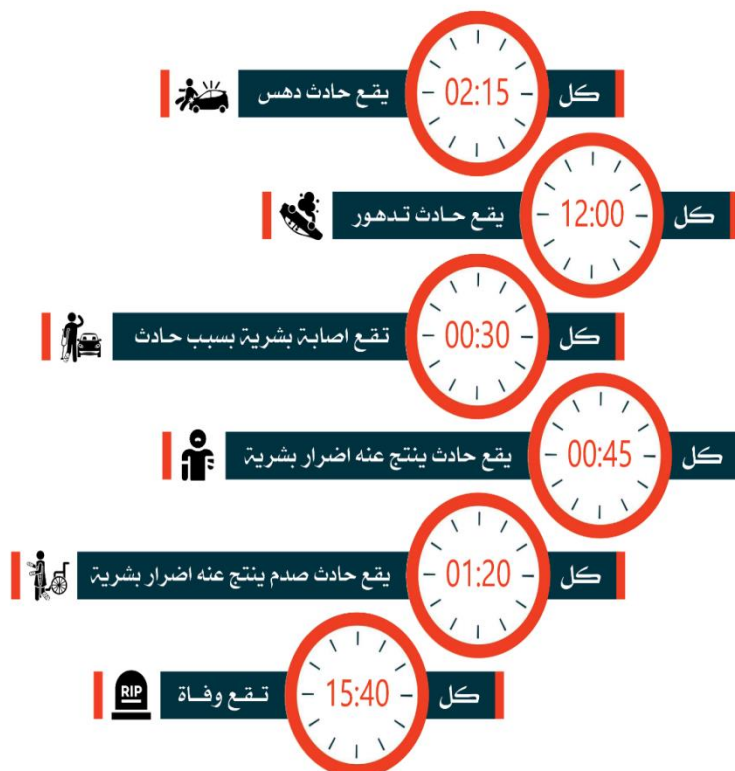 كل 02:15 يقع حادث دهس
كل 12:00 يقع حادث تدهور
كل 00:30 تقع اصابة بشرية بسبب حادث
كل 00:45 يقع حادث ينتج عنه اضرار بشرية
كل 01:20 يقع حادث صدم ينتج عنه اضرار بشرية
كل 15:40 تقع وفاة
RIP